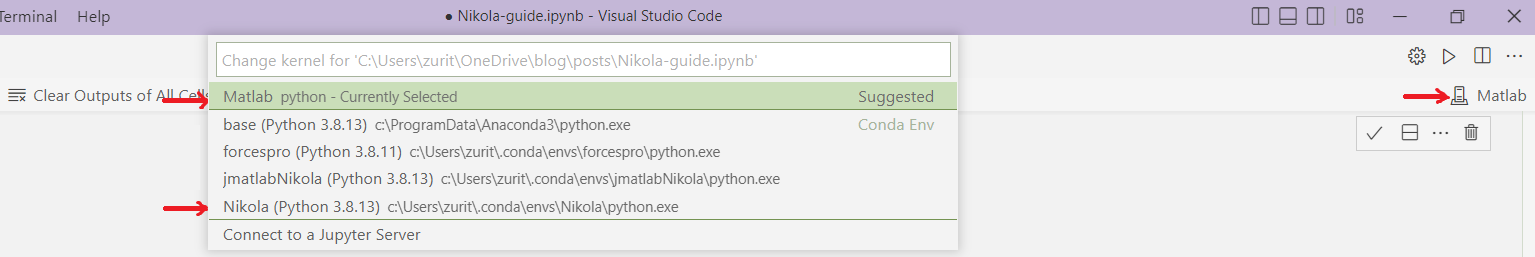 Terminal Help ● Nikola-guide.ipynb - Visual Studio Code
Change kernel for 'C:\Users\zurit\OneDrive\blog\posts\Nikola-guide.ipynb'
Clear Outputs of All Cells
Matlab python - Currently Selected Suggested
Matlab
base (Python 3.8.13) c:\ProgramData\Anaconda3\python.exe Conda Env
forcespro (Python 3.8.11) c:\Users\zurit\.conda\envs\forcespro\python.exe
jmatlabNikola (Python 3.8.13) c:\Users\zurit\.conda\envs\jmatlabNikola\python.exe
Nikola (Python 3.8.13) c:\Users\zurit\.conda\envs\Nikola\python.exe
Connect to a Jupyter Server